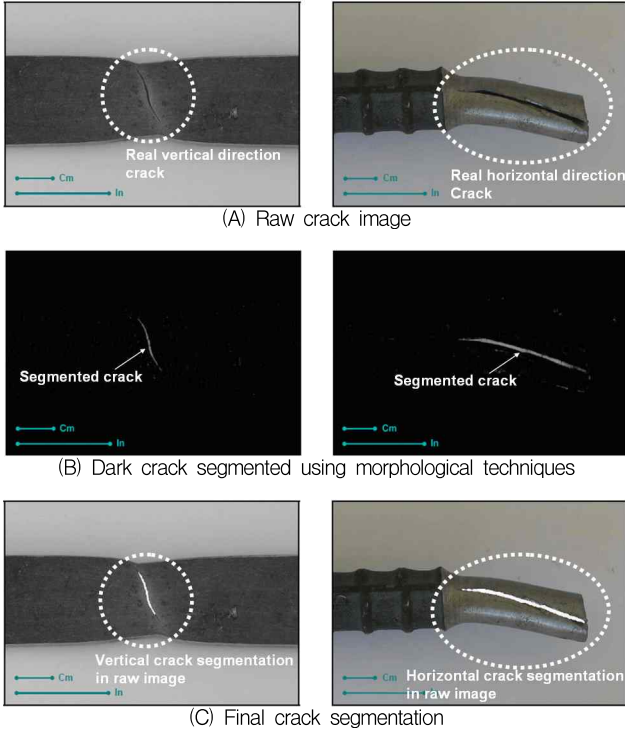 Real vertical direction
crack
Cm
In
Real horizontal direction
Crack
Cm
In
(A) Raw crack image
Segmented crack
Cm
In
Segmented crack
Cm
In
(B) Dark crack segmented using morphological techniques
Vertical crack segmentation
in raw image
Cm
In
Horizontal crack segmentation
in raw image
Cm
In
(C) Final crack segmentation